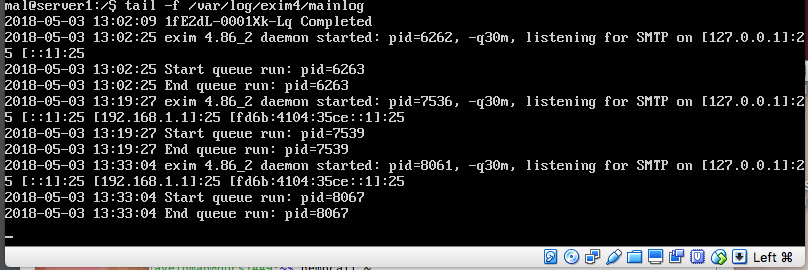 mal@server1:/$ tail -f /var/log/exim4/mainlog
2018-05-03 13:02:09 1fE2dL-0001Xk-Lq Completed
2018-05-03 13:02:25 exim 4.86_2 daemon started: pid=6262, -q30m, listening for SMTP on [127.0.0.1]:2
5 [::1]:25
2018-05-03 13:02:25 Start queue run: pid=6263
2018-05-03 13:02:25 End queue run: pid=6263
2018-05-03 13:19:27 exim 4.86_2 daemon started: pid=7536, -q30m, listening for SMTP on [127.0.0.1]:2
5 [::1]:25 [192.168.1.1]:25 [fd6b:4104:35ce::1]:25
2018-05-03 13:19:27 Start queue run: pid=7539
2018-05-03 13:19:27 End queue run: pid=7539
2018-05-03 13:33:04 exim 4.86_2 daemon started: pid=8061, -q30m, listening for SMTP on [127.0.0.1]:2
5 [::1]:25 [192.168.1.1]:25 [fd6b:4104:35ce::1]:25
2018-05-03 13:33:04 Start queue run: pid=8067
2018-05-03 13:33:04 End queue run: pid=8067
Left ⌘